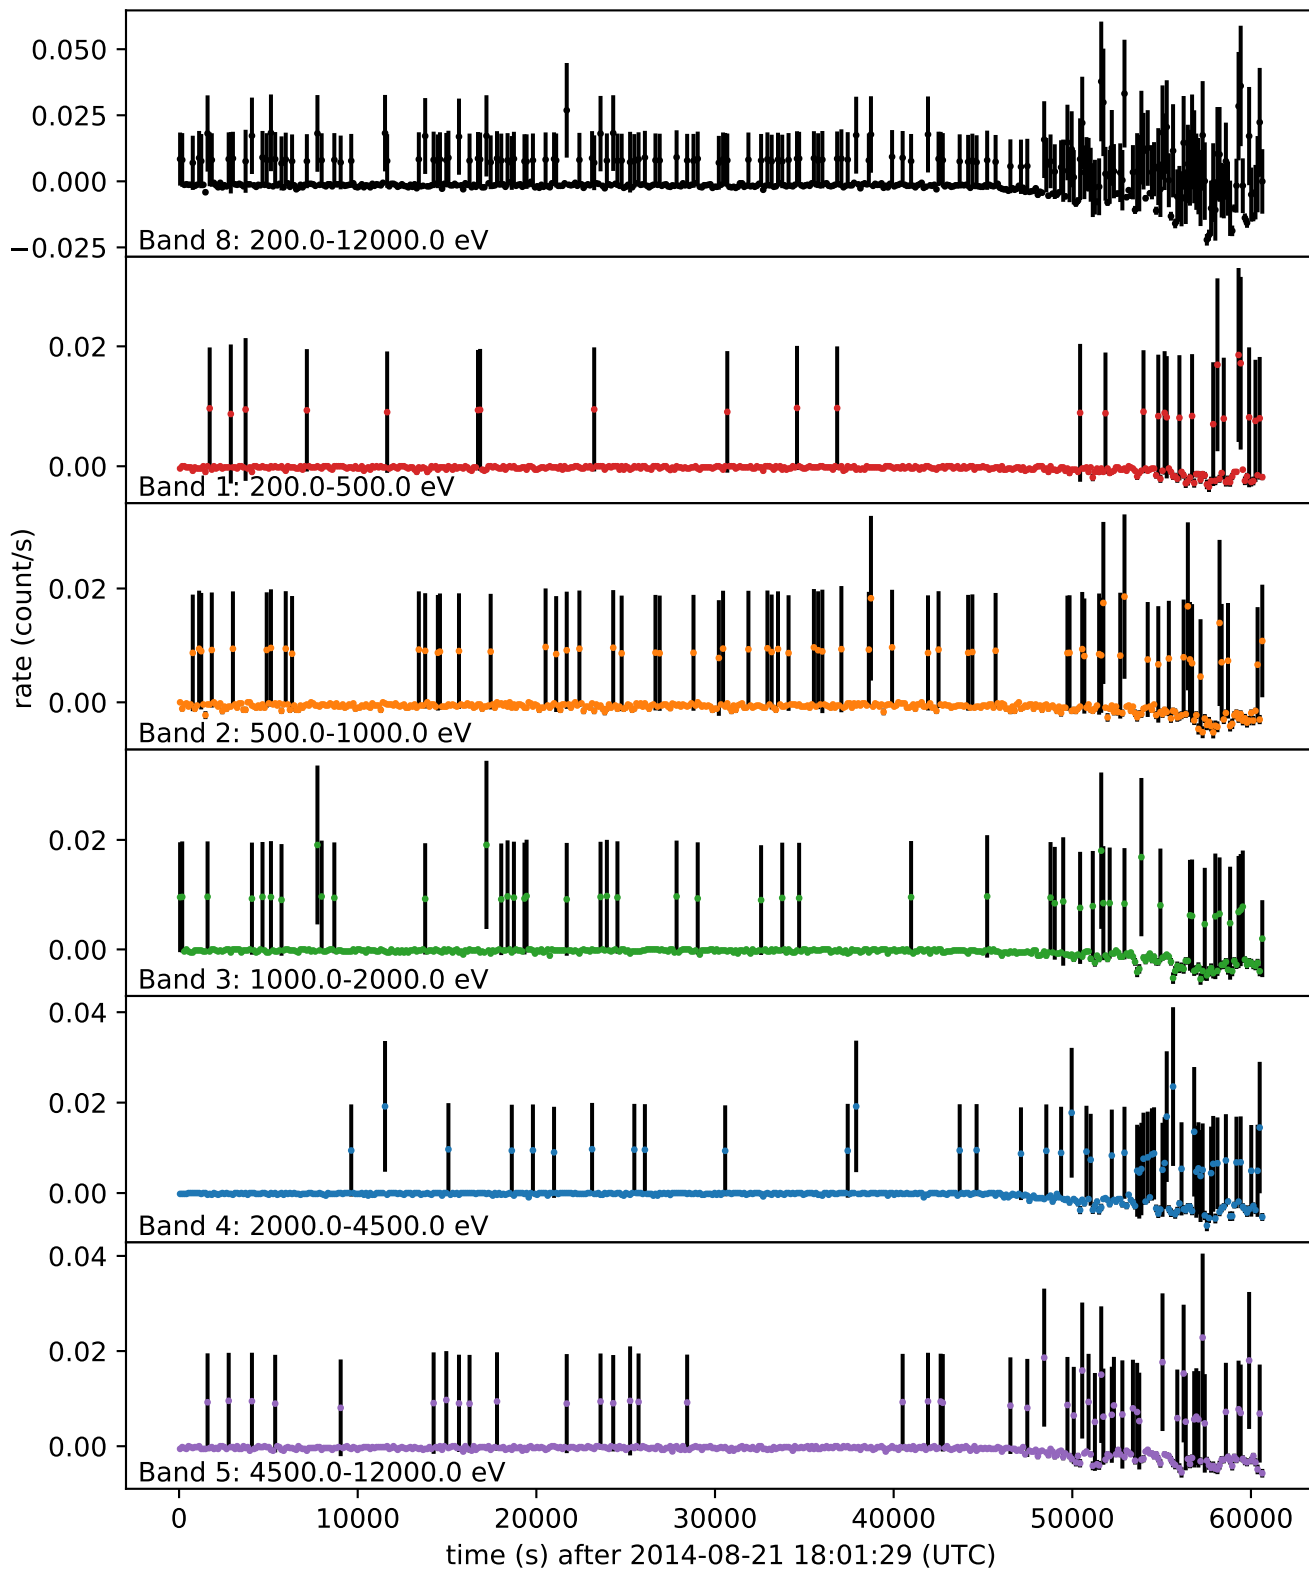 0.050
0.025
0.000
−0.025
Band 8: 200.0-12000.0 eV
0.02
0.00
Band 1: 200.0-500.0 eV
rate (count/s)
0.02
0.00
Band 2: 500.0-1000.0 eV
0.02
0.00
Band 3: 1000.0-2000.0 eV
0.04
0.02
0.00
Band 4: 2000.0-4500.0 eV
0.04
0.02
0.00
Band 5: 4500.0-12000.0 eV
0 10000 20000 30000 40000 50000 60000
time (s) after 2014-08-21 18:01:29 (UTC)